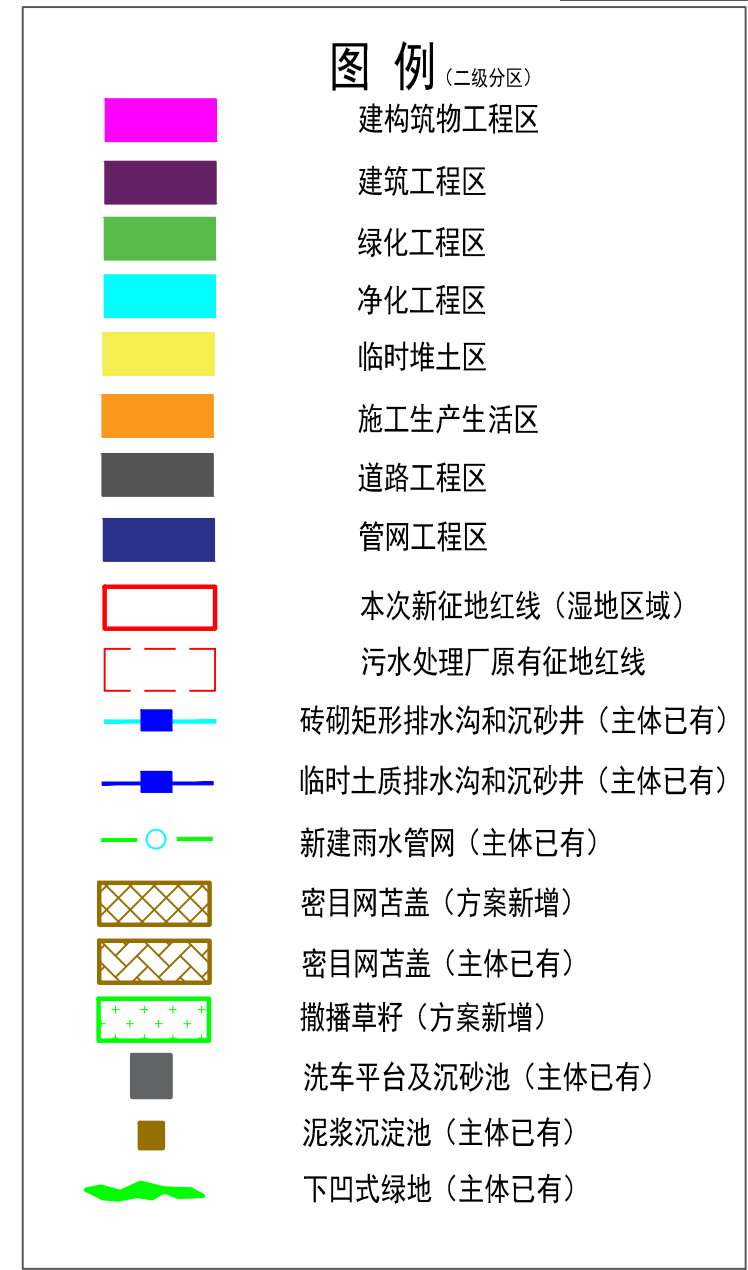 图 例（二级分区）
建构筑物工程区
建筑工程区
绿化工程区
净化工程区
临时堆土区
施工生产生活区
道路工程区
管网工程区
本次新征地红线（湿地区域）
污水处理厂原有征地红线
砖砌矩形排水沟和沉砂井（主体已有）
临时土质排水沟和沉砂井（主体已有）
新建雨水管网（主体已有）
密目网苫盖（方案新增）
密目网苫盖（主体已有）
撒播草籽（方案新增）
洗车平台及沉砂池（主体已有）
泥浆沉淀池（主体已有）
下凹式绿地（主体已有）